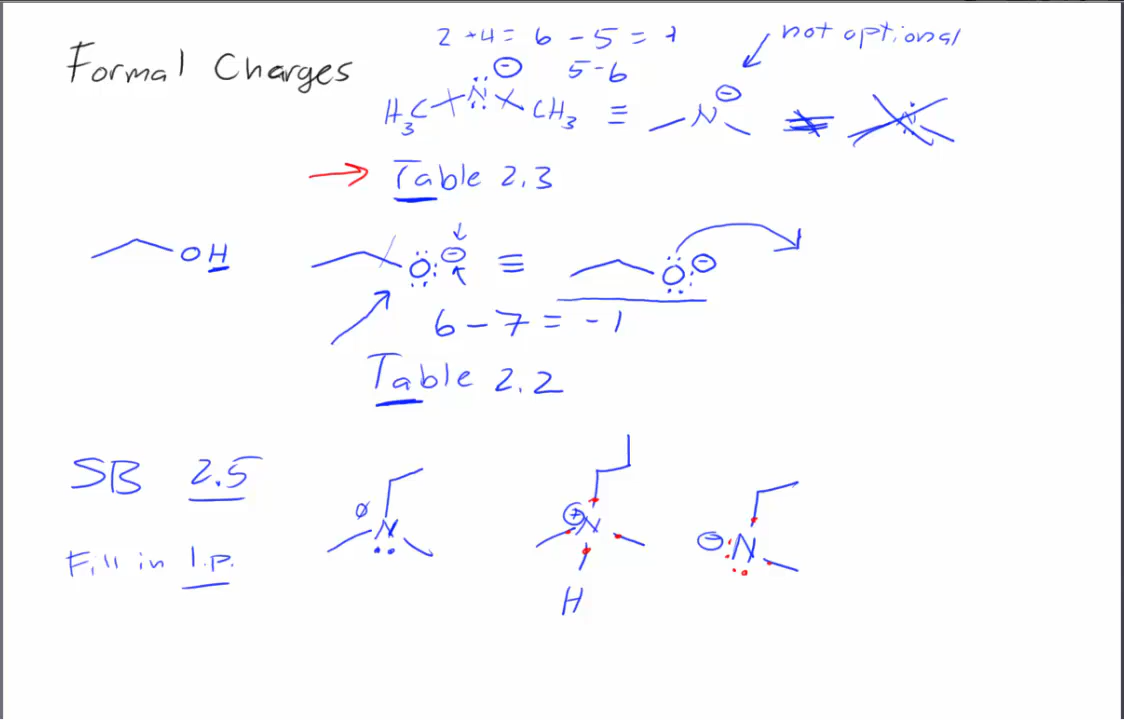 2 + 4 = 6 - 5 = 1
not optional
Formal Charges
5 - 6
H3C N CH3 ≡ N N
→ Table 2.3
OH O ≡ O
6 - 7 = -1
Table 2.2
SB 2.5
N N N
Fill in l.p.
H